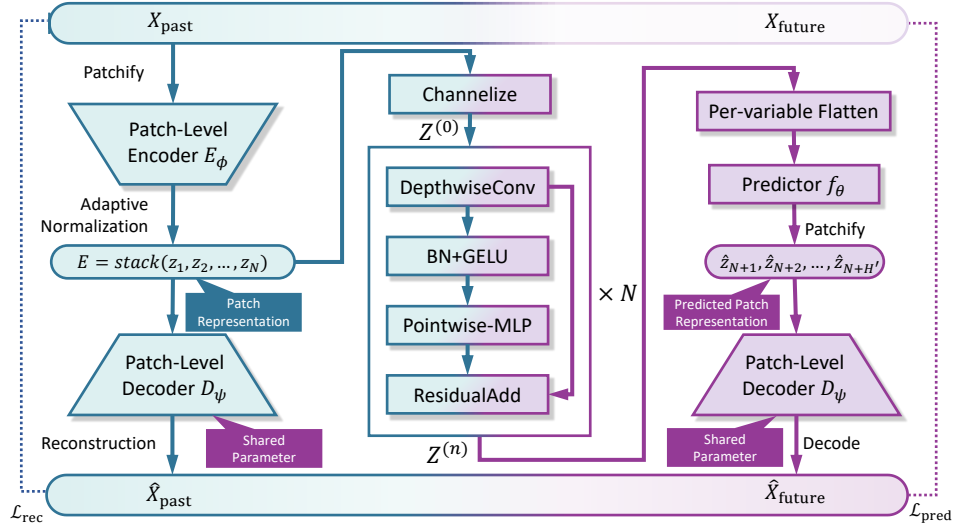 X_past
X_future
Patchify
Patch-Level
Encoder E_ϕ
Adaptive
Normalization
E = stack(z_1, z_2, …, z_N)
Patch
Representation
Patch-Level
Decoder D_ψ
Reconstruction
Shared
Parameter
X̂_past
ℒ_rec
Channelize
Z^(0)
DepthwiseConv
BN+GELU
Pointwise-MLP
ResidualAdd
× N
Z^(n)
Per-variable Flatten
Predictor f_θ
Patchify
ẑ_{N+1}, ẑ_{N+2}, …, ẑ_{N+H′}
Predicted Patch
Representation
Patch-Level
Decoder D_ψ
Shared
Parameter
Decode
X̂_future
ℒ_pred